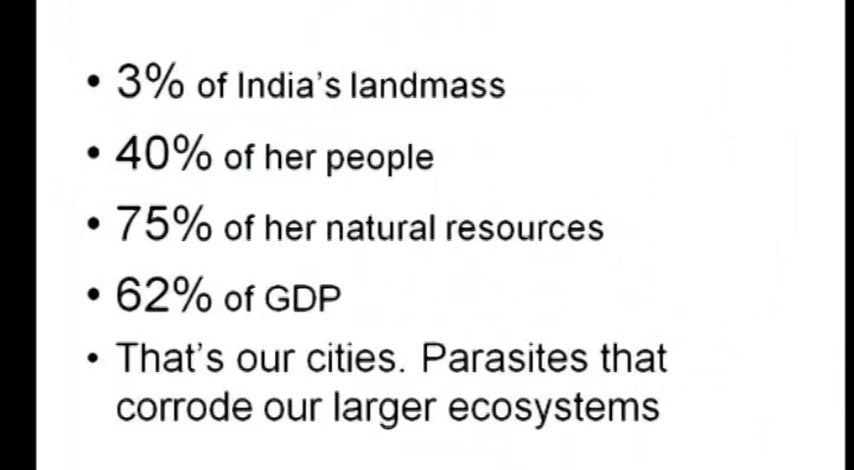 • 3% of India's landmass
• 40% of her people
• 75% of her natural resources
• 62% of GDP
• That's our cities. Parasites that
corrode our larger ecosystems